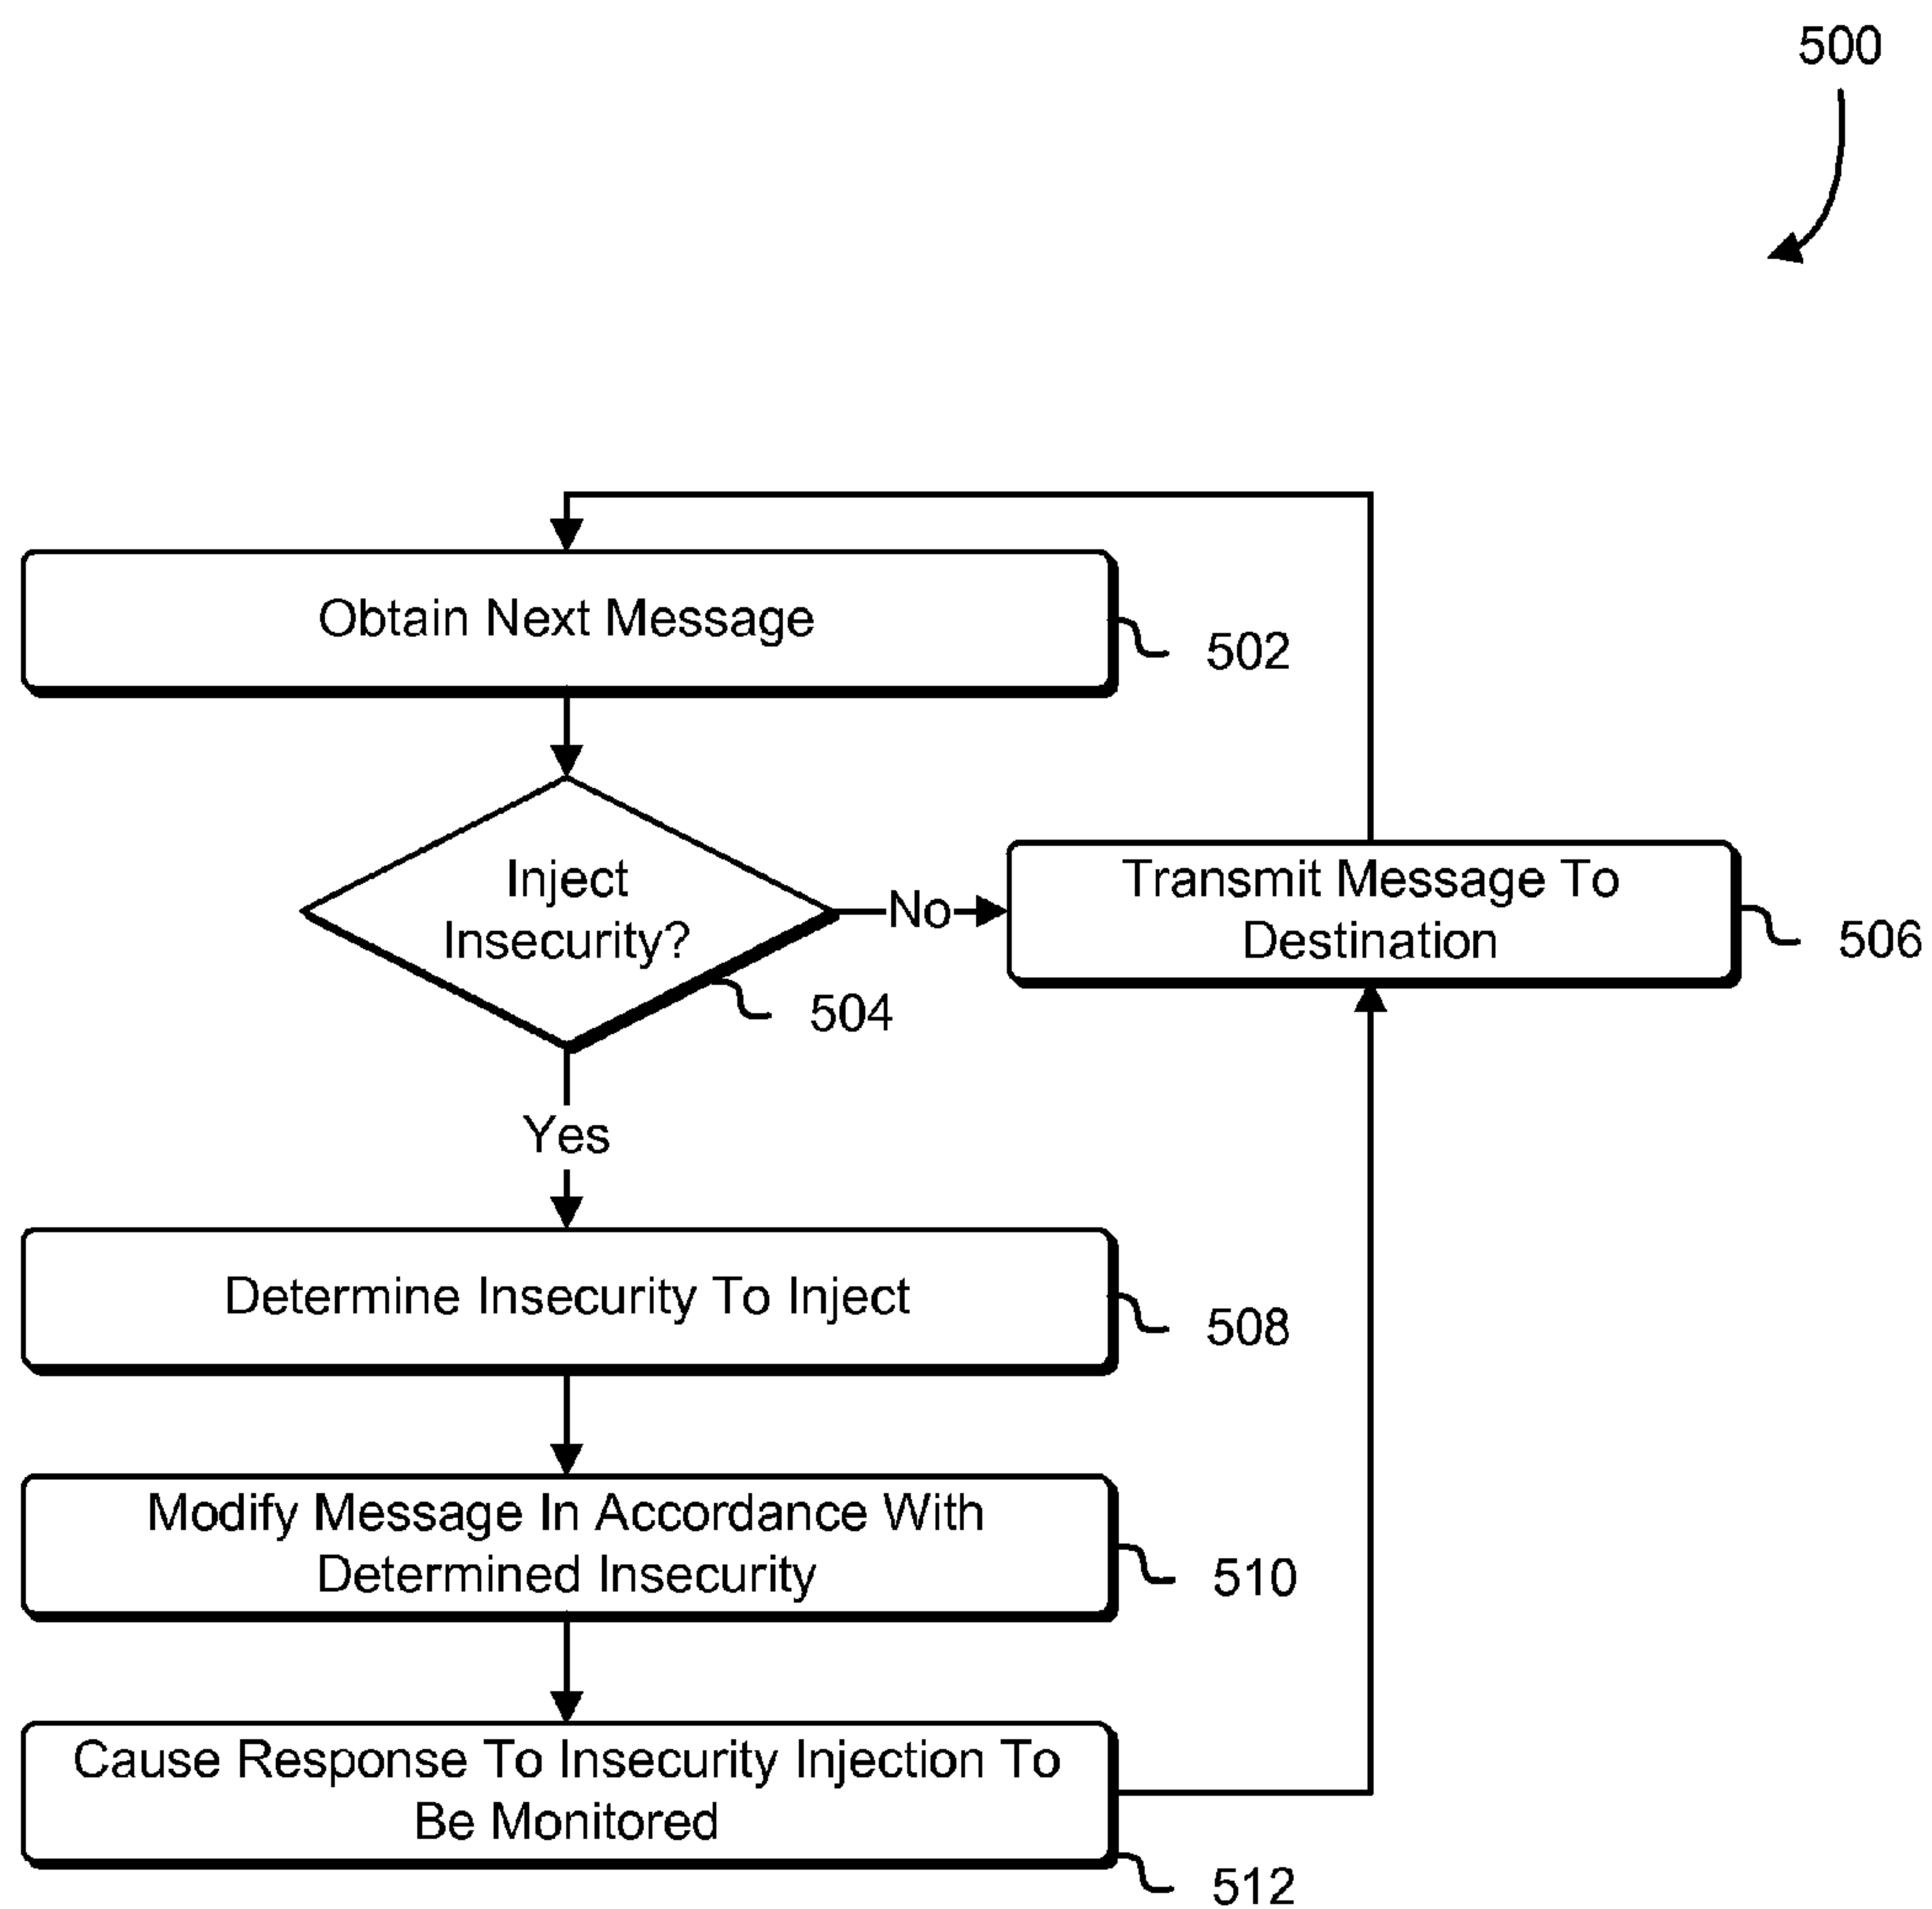 500
Obtain Next Message
502
Inject
Insecurity?
504
No
Transmit Message To
Destination
506
Yes
Determine Insecurity To Inject
508
Modify Message In Accordance With
Determined Insecurity
510
Cause Response To Insecurity Injection To
Be Monitored
512